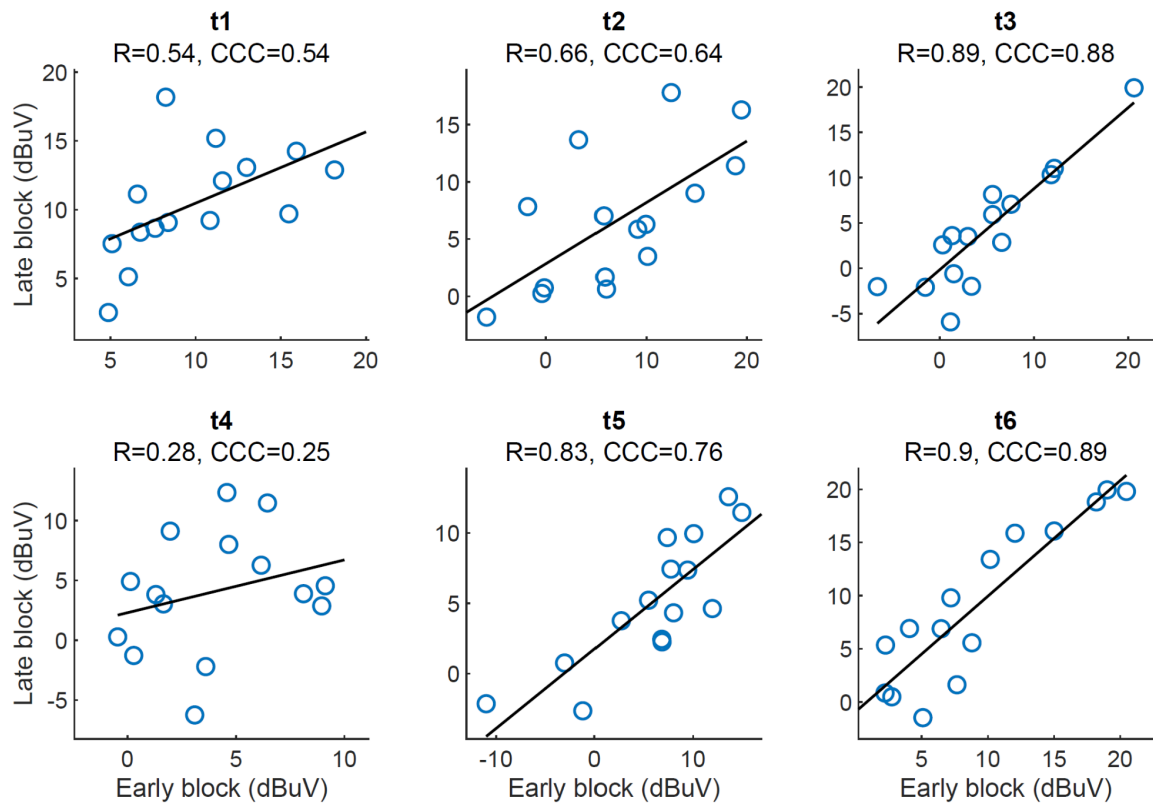 t1
R=0.54, CCC=0.54
20
15
10
5
Late block (dBuV)
5 10 15 20
t2
R=0.66, CCC=0.64
15
10
5
0
0 10 20
t3
R=0.89, CCC=0.88
20
15
10
5
0
-5
0 10 20
t4
R=0.28, CCC=0.25
10
5
0
-5
Late block (dBuV)
0 5 10
Early block (dBuV)
t5
R=0.83, CCC=0.76
10
5
0
-10 0 10
Early block (dBuV)
t6
R=0.9, CCC=0.89
20
15
10
5
0
5 10 15 20
Early block (dBuV)